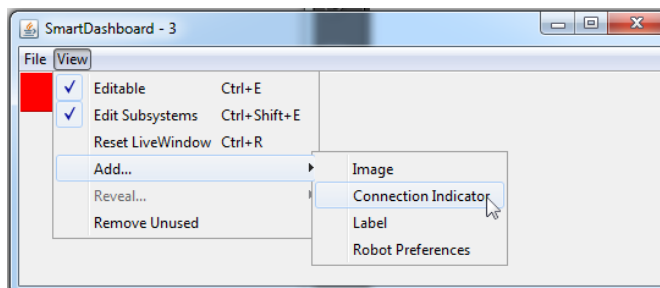 SmartDashboard - 3
File View
Editable Ctrl+E
Edit Subsystems Ctrl+Shift+E
Reset LiveWindow Ctrl+R
Add...
Reveal...
Remove Unused
Image
Connection Indicator
Label
Robot Preferences